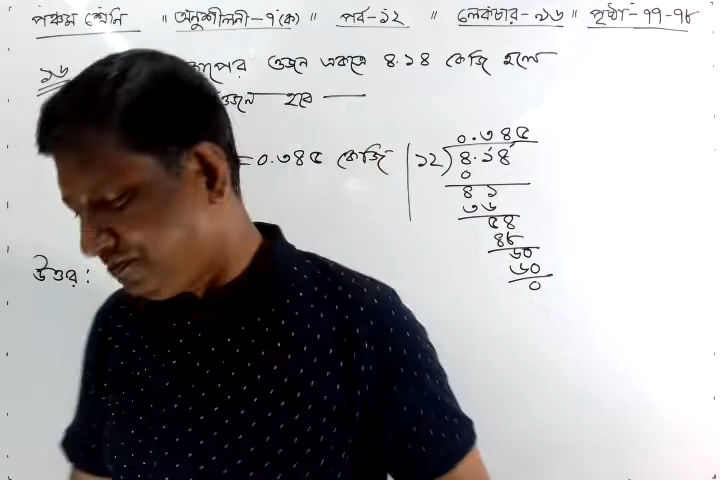 পঞ্চম শ্রেনি " অনুশীলনী-৭(ক) " পর্ব-১২ " লেকচার-৯৬ " পৃষ্ঠা-৭৭-৭৮
১৬ কাপের ওজন একত্রে ৪.১৪ কেজি হলে
ওজন হবে —
= ০.৩৪৫ কেজি
১২) ৪.১৪
০.৩৪৫
০
৪১
৩৬
৫৪
৪৮
৬০
৬০
০
উত্তর: